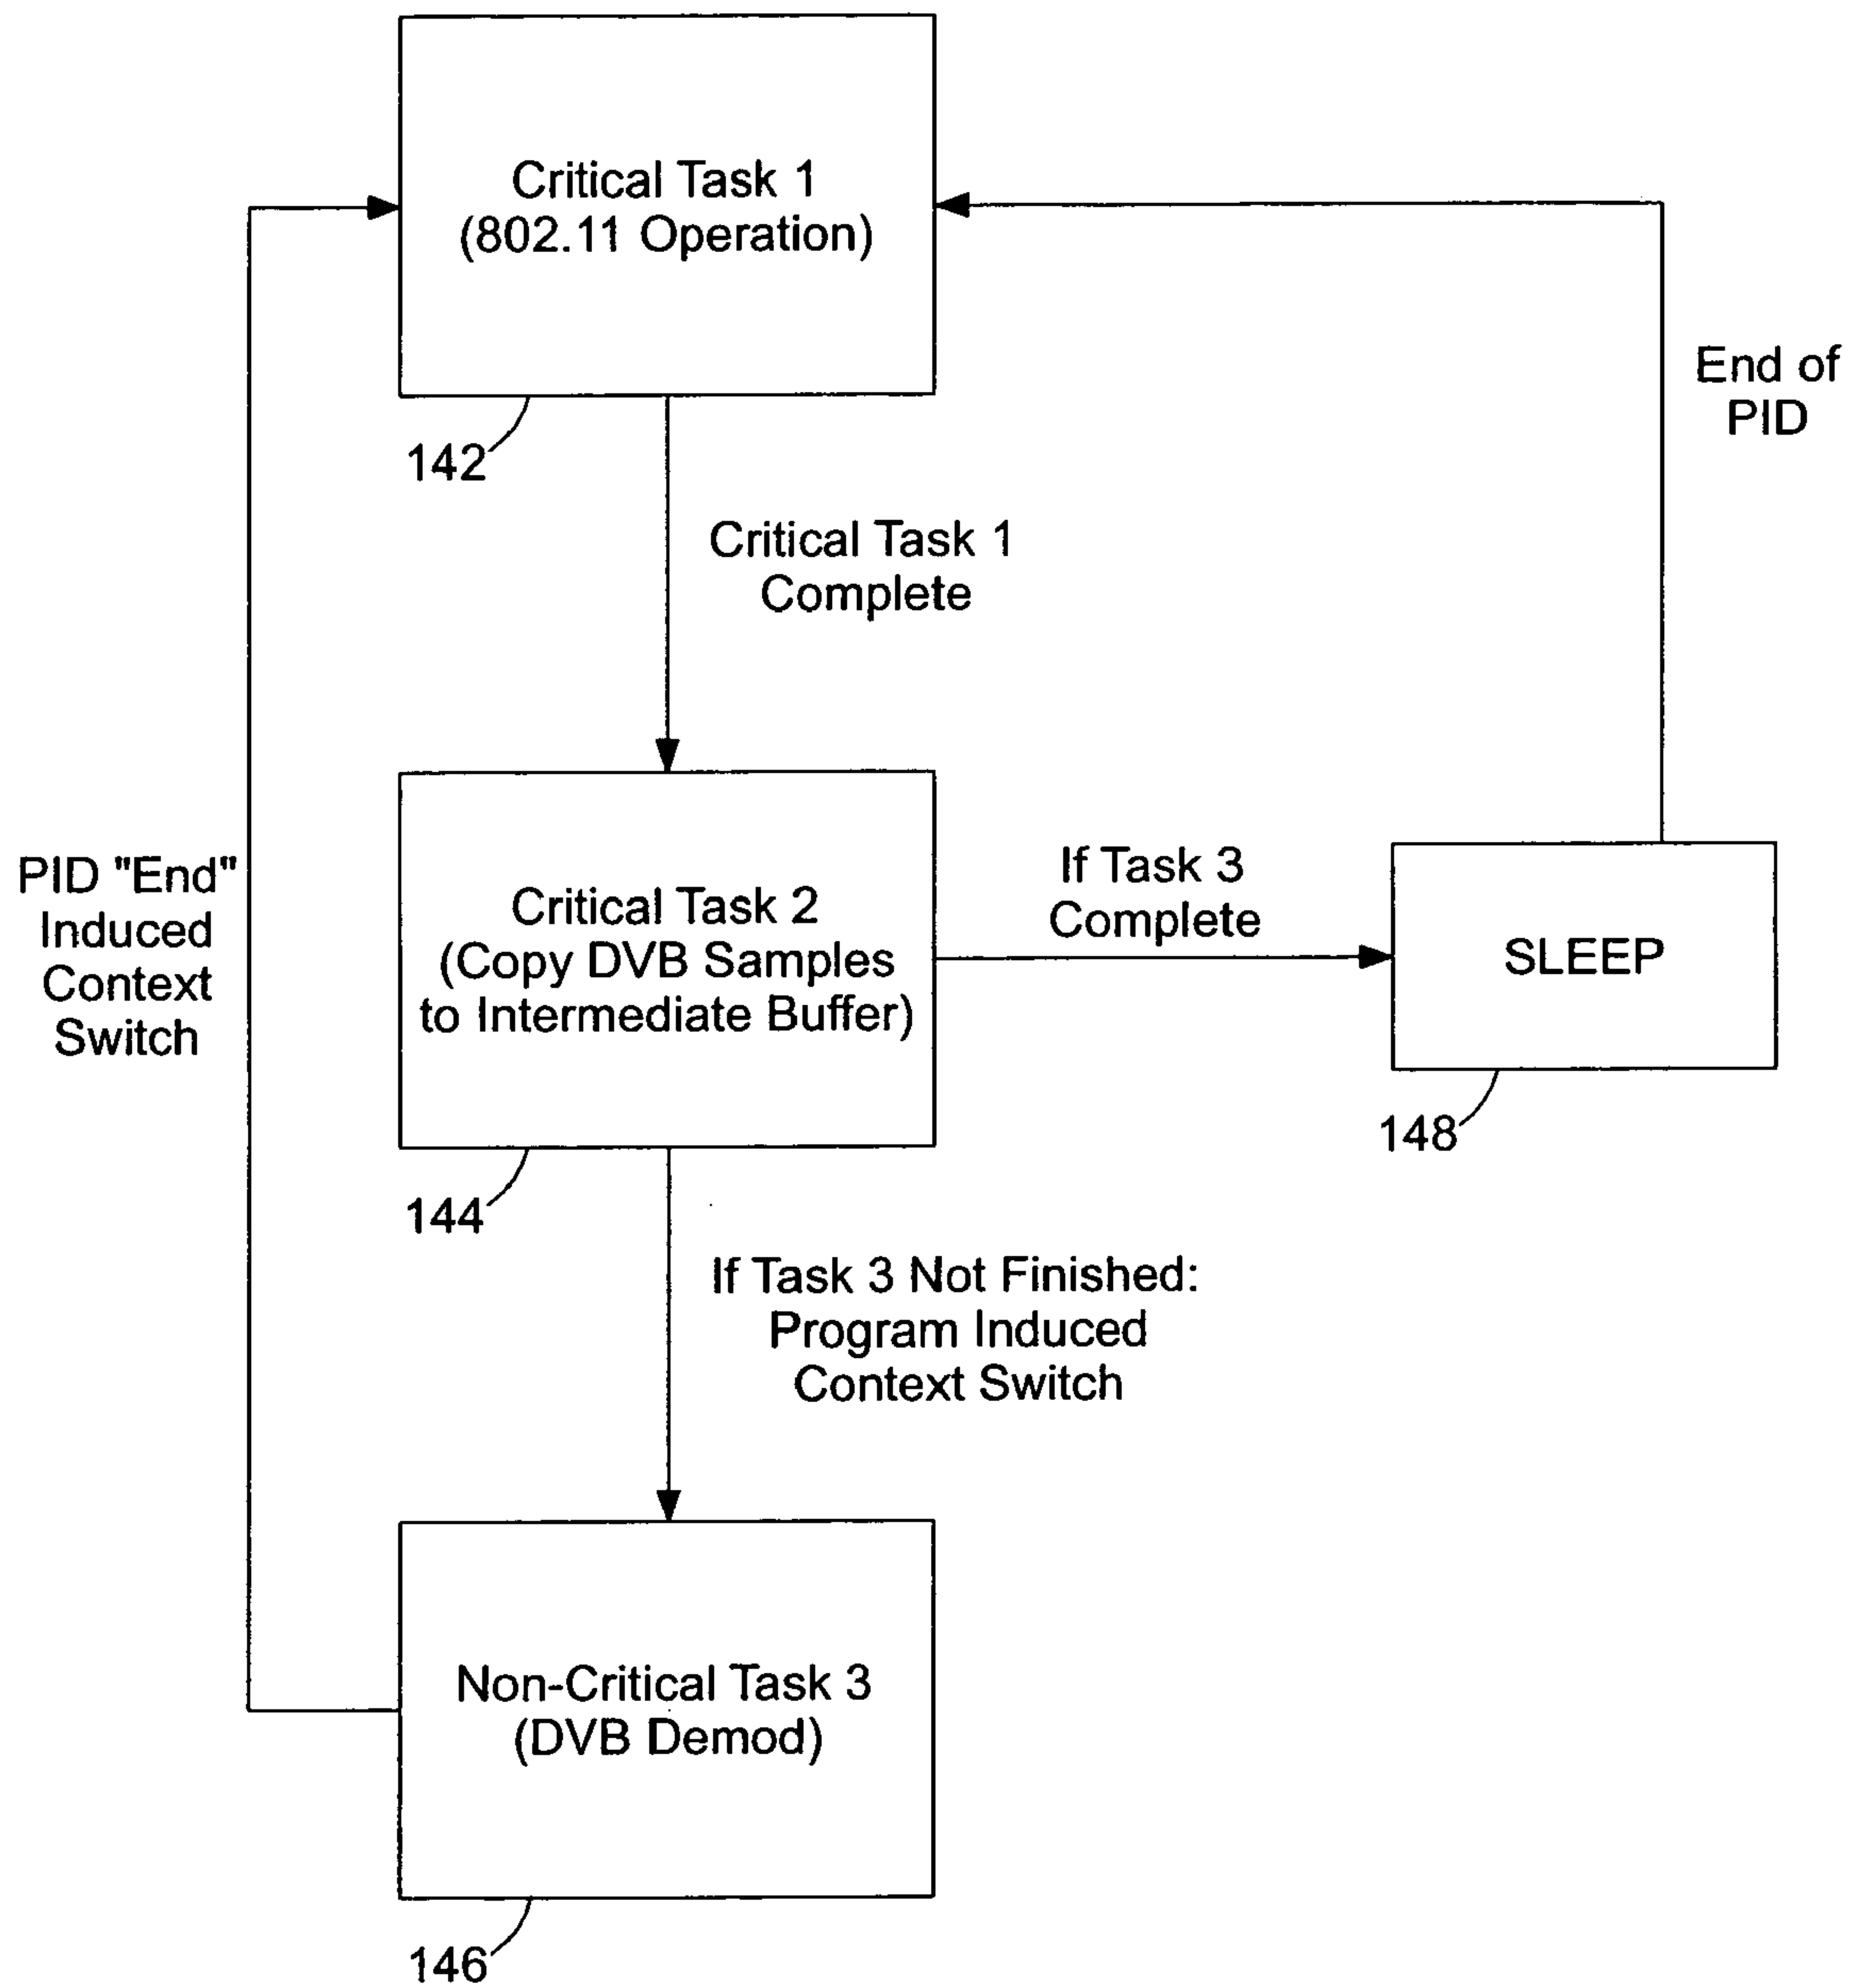 Critical Task 1
(802.11 Operation)
142
End of
PID
Critical Task 1
Complete
PID "End"
Induced
Context
Switch
Critical Task 2
(Copy DVB Samples
to Intermediate Buffer)
144
If Task 3
Complete
SLEEP
148
If Task 3 Not Finished:
Program Induced
Context Switch
Non-Critical Task 3
(DVB Demod)
146